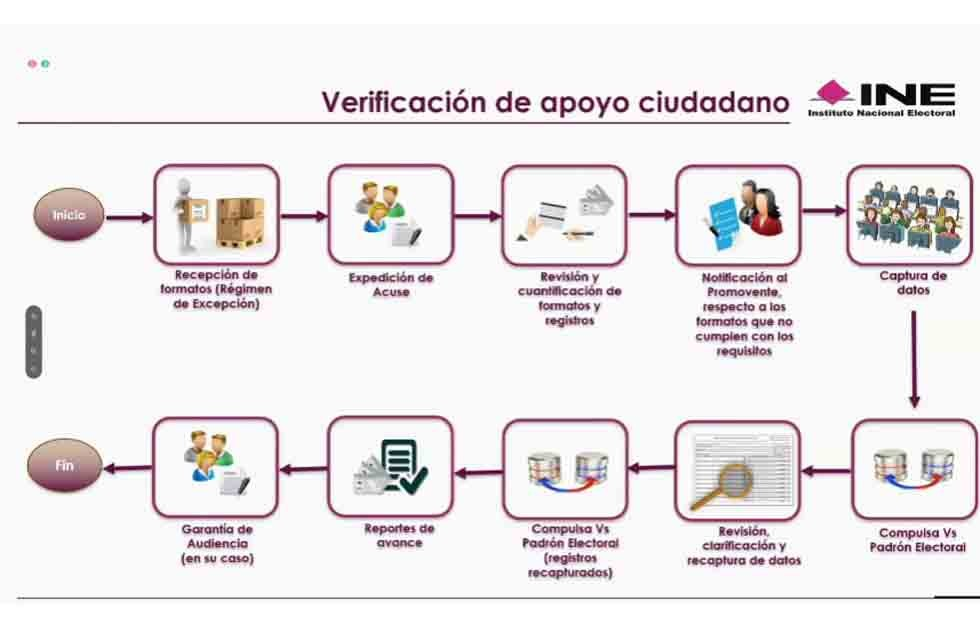 Verificación de apoyo ciudadano
INE
Instituto Nacional Electoral
Inicio
Recepción de
formatos (Régimen
de Excepción)
Expedición de
Acuse
Revisión y
cuantificación de
formatos y
registros
Notificación al
Promovente,
respecto a los
formatos que no
cumplen con los
requisitos
Captura de
datos
Compulsa Vs
Padrón Electoral
Revisión,
clarificación y
recaptura de datos
Compulsa Vs
Padrón Electoral
(registros
recapturados)
Reportes de
avance
Garantía de
Audiencia
(en su caso)
Fin